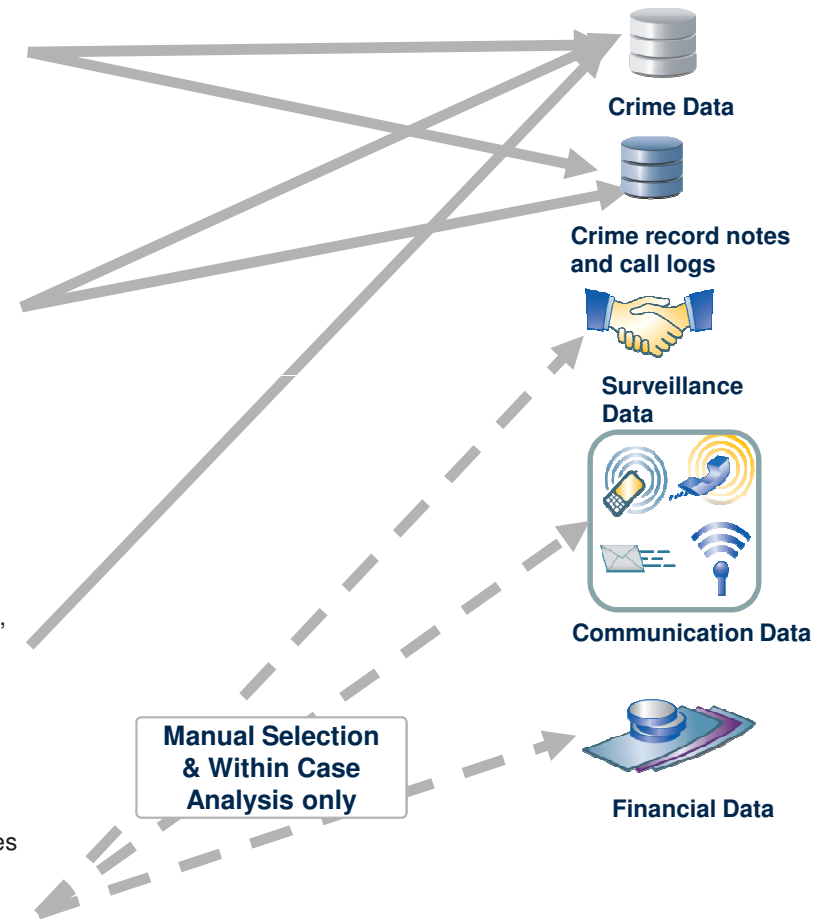 Crime Data
Crime record notes
and call logs
Surveillance
Data
,
Communication Data
Manual Selection
& Within Case
Analysis only
Financial Data
es